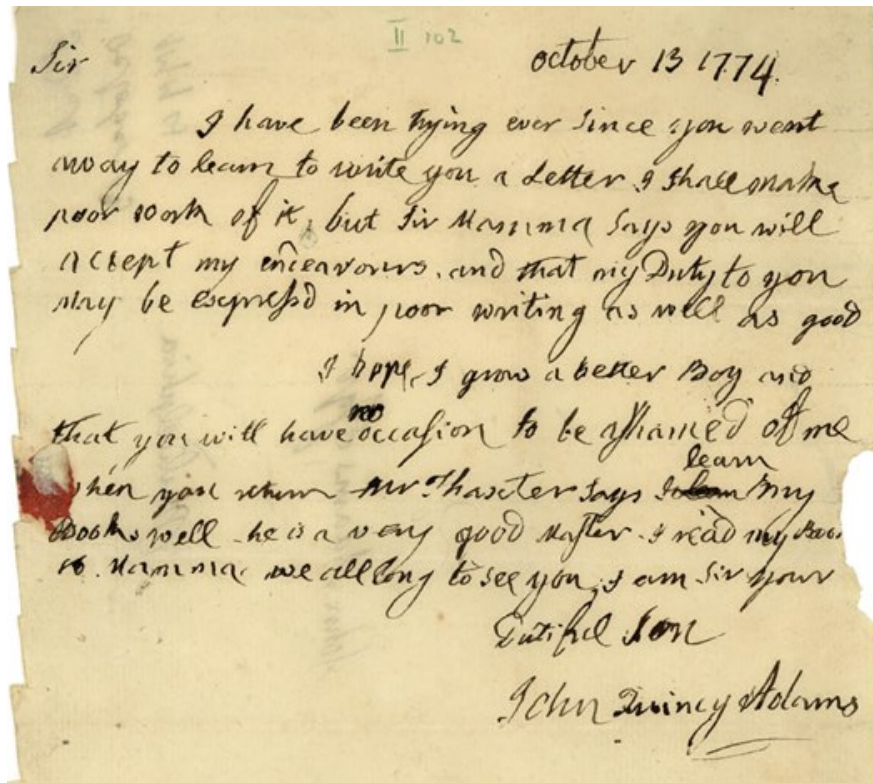 II 102
Sir
october 13 1774.
I have been trying ever since you went
away to learn to write you a Letter I shall make
poor work of it, but Sir Mamma says you will
accept my endeavours, and that my Duty to you
may be expressd in poor writing as well as good
I hope I grow a better Boy and
that you will have no occasion to be ashamed of me
learn
when you return Mr Thaxter says I my
Books well he is a very good Master. I read my Books
to Mamma. we all long to see you I am Sir your
Dutiful Son
John Quincy Adams